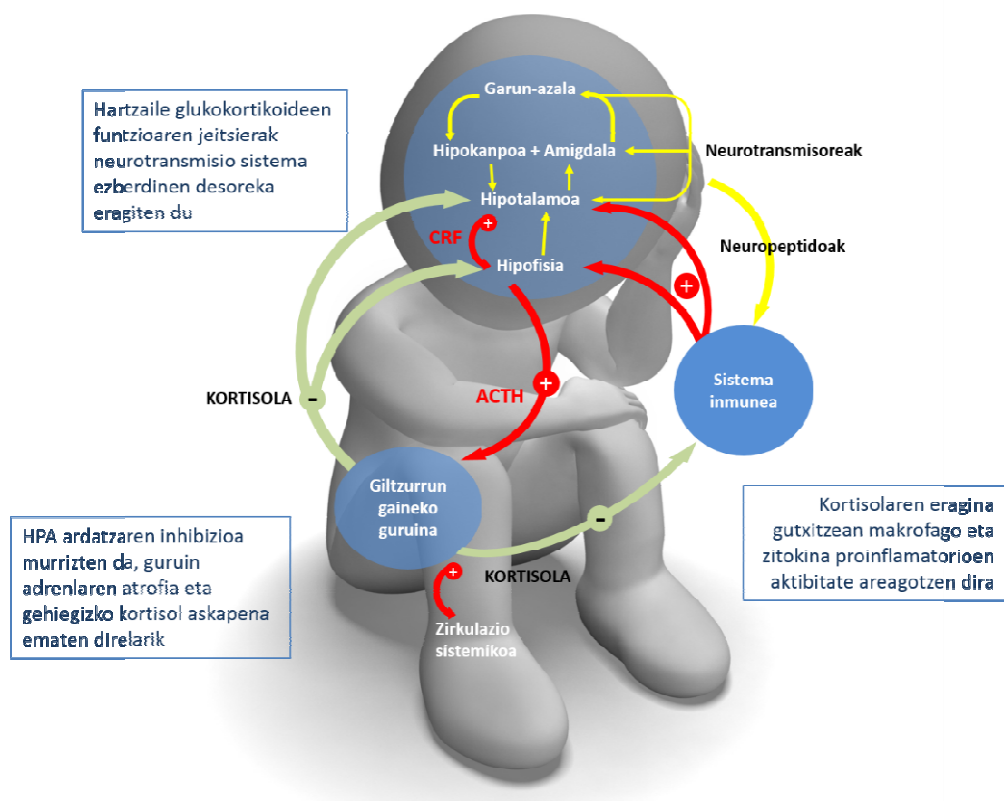 Garun-azala
Hartzaile glukokortikoideen
funtzioaren jeitsierak
neurotransmisio sistema
ezberdinen desoreka
eragiten du
Hipokanpoa + Amigdala
Neurotransmisoreak
Hipotalamoa
CRF
+
Neuropeptidoak
Hipofisia
+
Sistema
inmunea
+
ACTH
KORTISOLA
-
Giltzurrun
gaineko
guruina
-
Kortisolaren eragina
gutxitzean makrofago eta
zitokina proinflamatorioen
aktibitate areagotzen dira
HPA ardatzaren inhibizioa
murrizten da, guruin
adrenlaren atrofia eta
gehiegizko kortisol askapena
ematen direlarik
+
KORTISOLA
Zirkulazio
sistemikoa